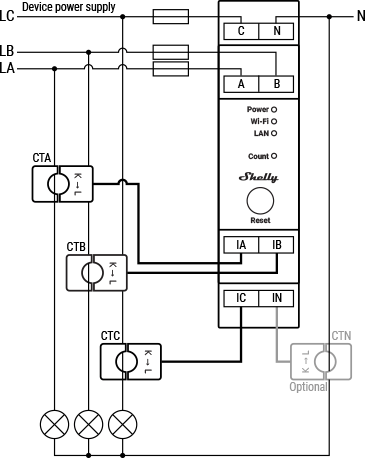 Device power supply
LC
N
C N
LB
LA
A B
Power
Wi-Fi
LAN
Count
Shelly
Reset
CTA
K → L
IA IB
CTB
K → L
IC IN
CTC
K → L
CTN
K → L
Optional